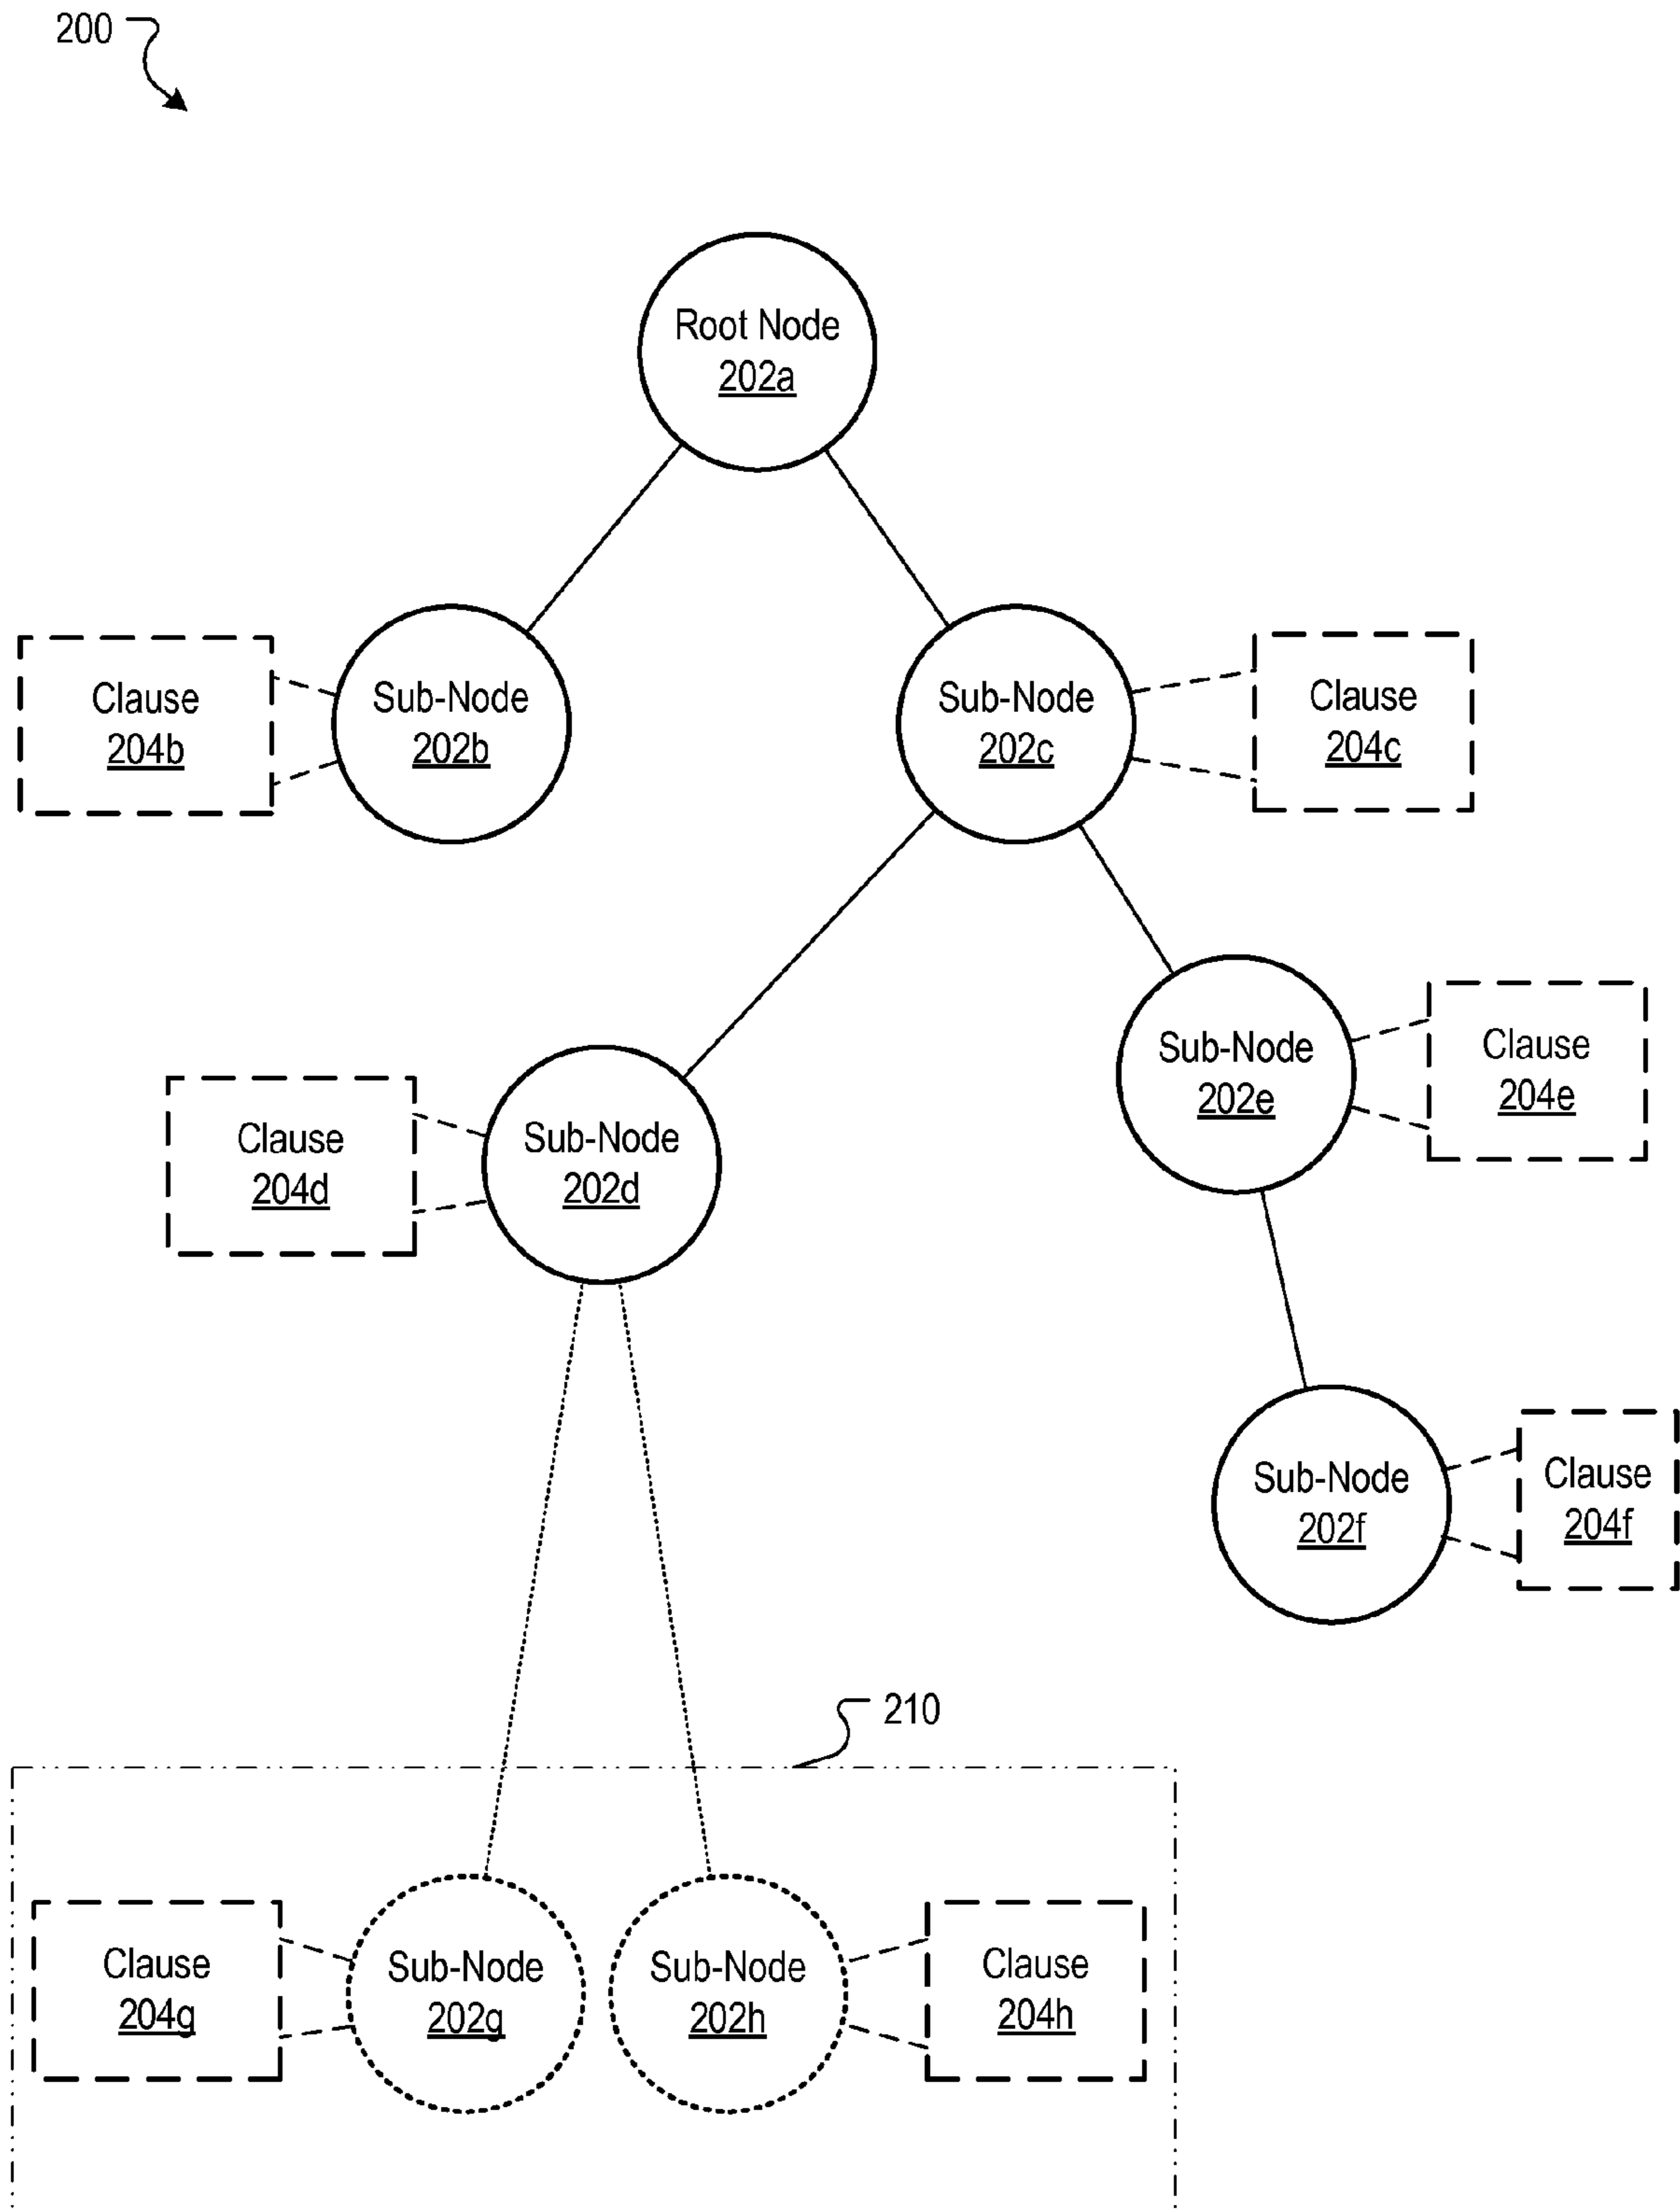 200
Root Node
202a
Clause
204b
Sub-Node
202b
Sub-Node
202c
Clause
204c
Clause
204d
Sub-Node
202d
Sub-Node
202e
Clause
204e
Sub-Node
202f
Clause
204f
210
Clause
204g
Sub-Node
202g
Sub-Node
202h
Clause
204h